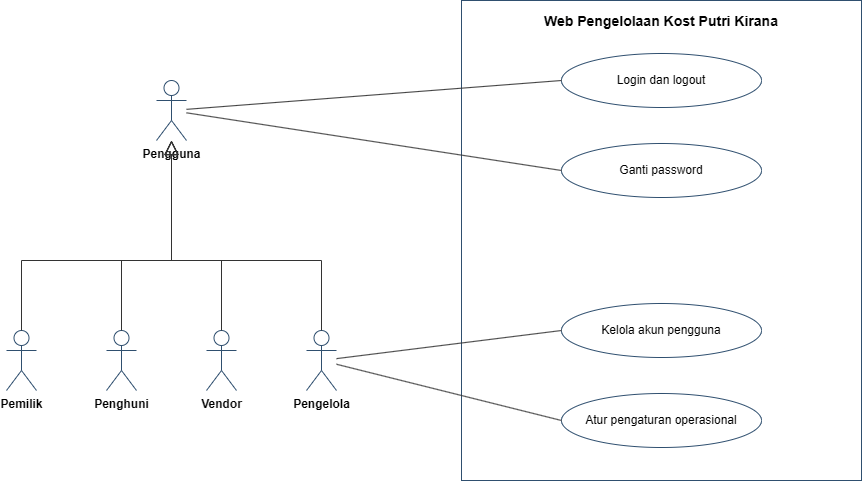 Web Pengelolaan Kost Putri Kirana
Login dan logout
Pengguna
Ganti password
Kelola akun pengguna
Pemilik
Penghuni
Vendor
Pengelola
Atur pengaturan operasional